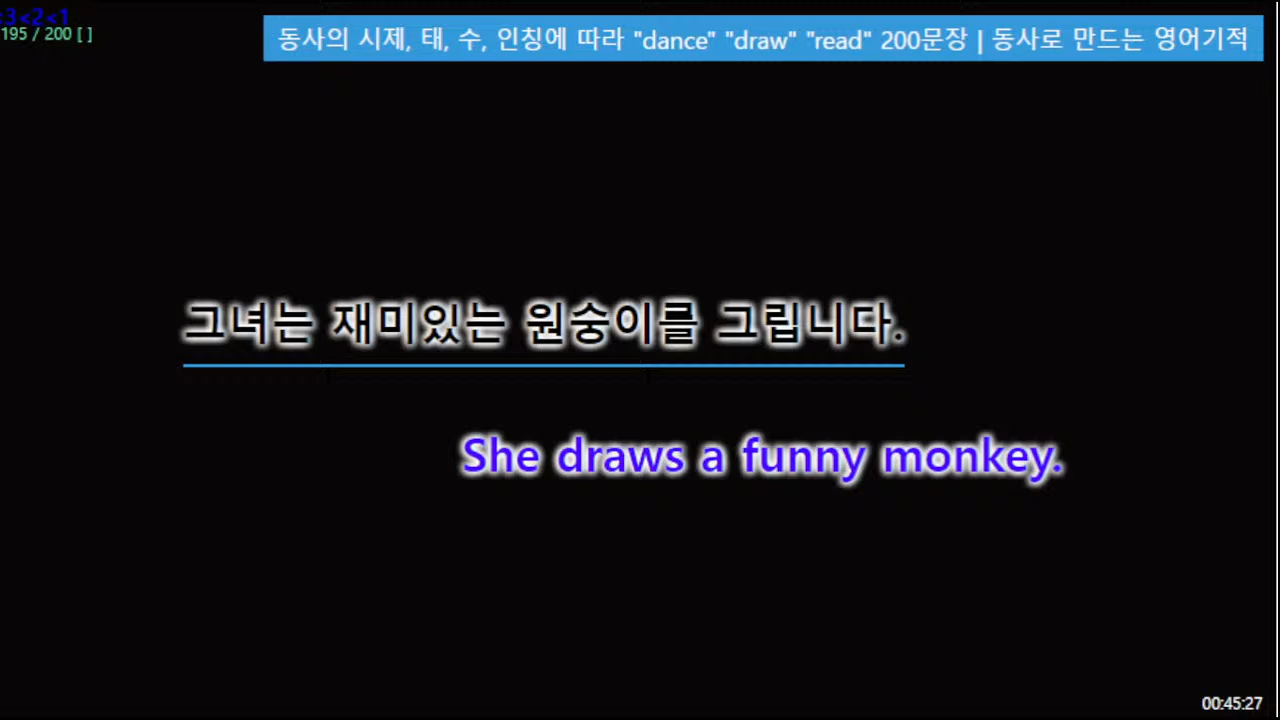 3<2<1
195 / 200 [ ]
동사의 시제, 태, 수, 인칭에 따라 "dance" "draw" "read" 200문장 | 동사로 만드는 영어기적
그녀는 재미있는 원숭이를 그립니다.
She draws a funny monkey.
00:45:27